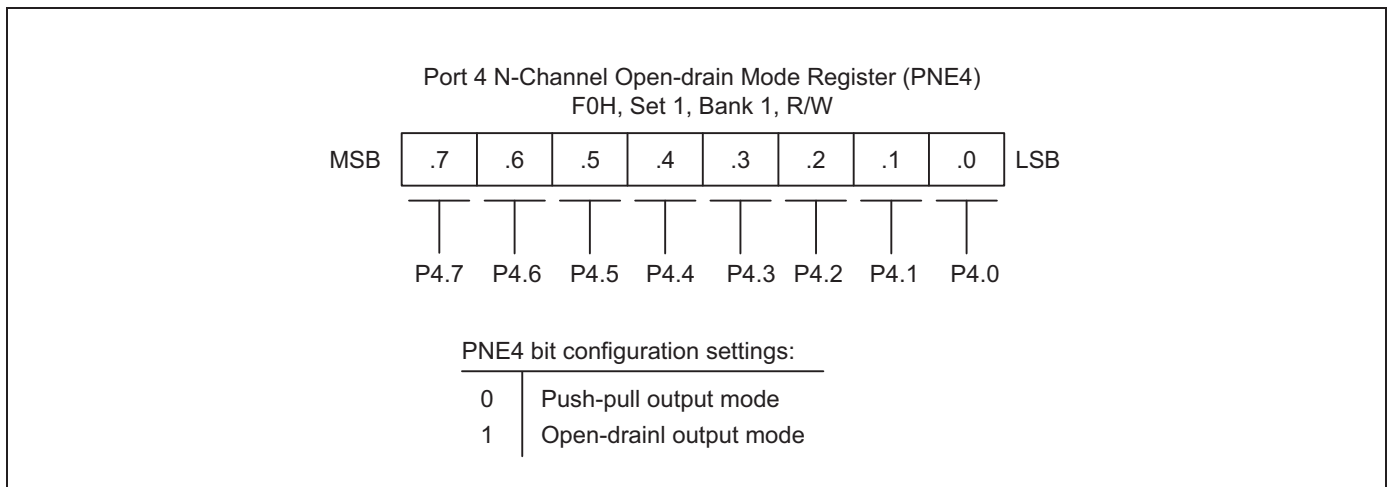 Port 4 N-Channel Open-drain Mode Register (PNE4)
F0H, Set 1, Bank 1, R/W
MSB .7 .6 .5 .4 .3 .2 .1 .0 LSB
P4.7 P4.6 P4.5 P4.4 P4.3 P4.2 P4.1 P4.0
PNE4 bit configuration settings:
0 Push-pull output mode
1 Open-drainl output mode